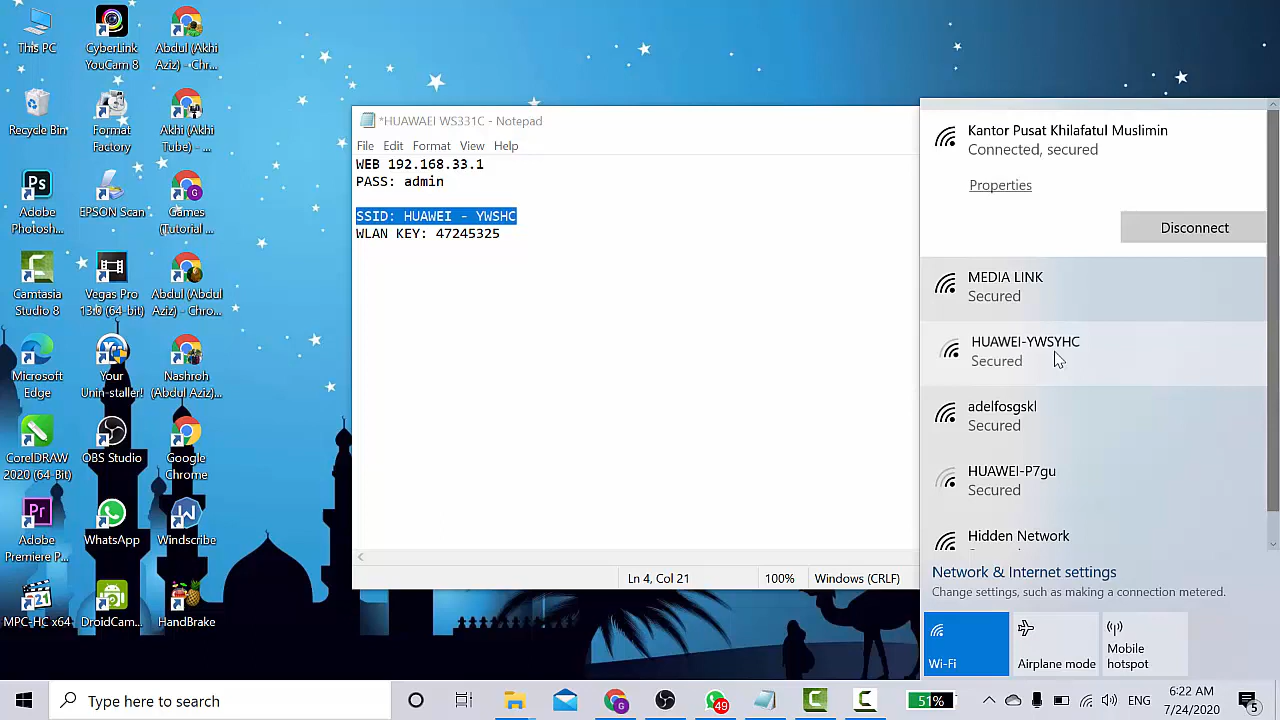 This PC
CyberLink
YouCam 8
Abdul (Akhi
Aziz) - Chr...
Recycle Bin
Format
Factory
Akhi (Akhi
Tube) - ...
Adobe
Photosh...
EPSON Scan
Games
(Tutorial ...
Camtasia
Studio 8
Vegas Pro
13.0 (64-bit)
Abdul (Abdul
Aziz) - Chro...
Microsoft
Edge
Your
Unin-staller!
Nashroh
(Abdul Aziz)...
CorelDRAW
2020 (64-Bit)
OBS Studio
Google
Chrome
Adobe
Premiere P...
WhatsApp
Windscribe
MPC-HC x64
DroidCam...
HandBrake
*HUAWAEI WS331C - Notepad
File Edit Format View Help
WEB 192.168.33.1
PASS: admin
SSID: HUAWEI - YWSHC
WLAN KEY: 47245325
Ln 4, Col 21 100% Windows (CRLF)
Kantor Pusat Khilafatul Muslimin
Connected, secured
Properties
Disconnect
MEDIA LINK
Secured
HUAWEI-YWSYHC
Secured
adelfosgskl
Secured
HUAWEI-P7gu
Secured
Hidden Network
Network & Internet settings
Change settings, such as making a connection metered.
Wi-Fi
Airplane mode
Mobile
hotspot
Type here to search
49
51%
ENG
6:22 AM
7/24/2020
5